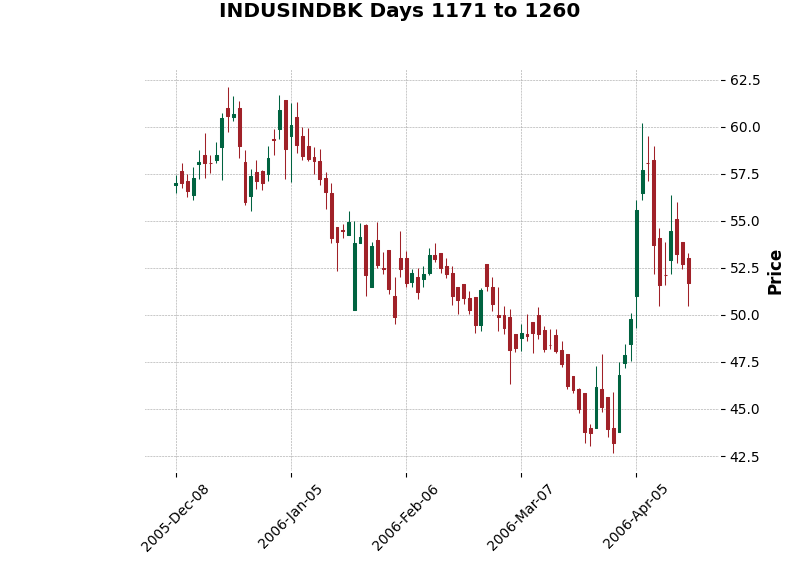 INDUSINDBK Days 1171 to 1260
62.5
60.0
57.5
55.0
52.5
50.0
47.5
45.0
42.5
Price
2005-Dec-08
2006-Jan-05
2006-Feb-06
2006-Mar-07
2006-Apr-05